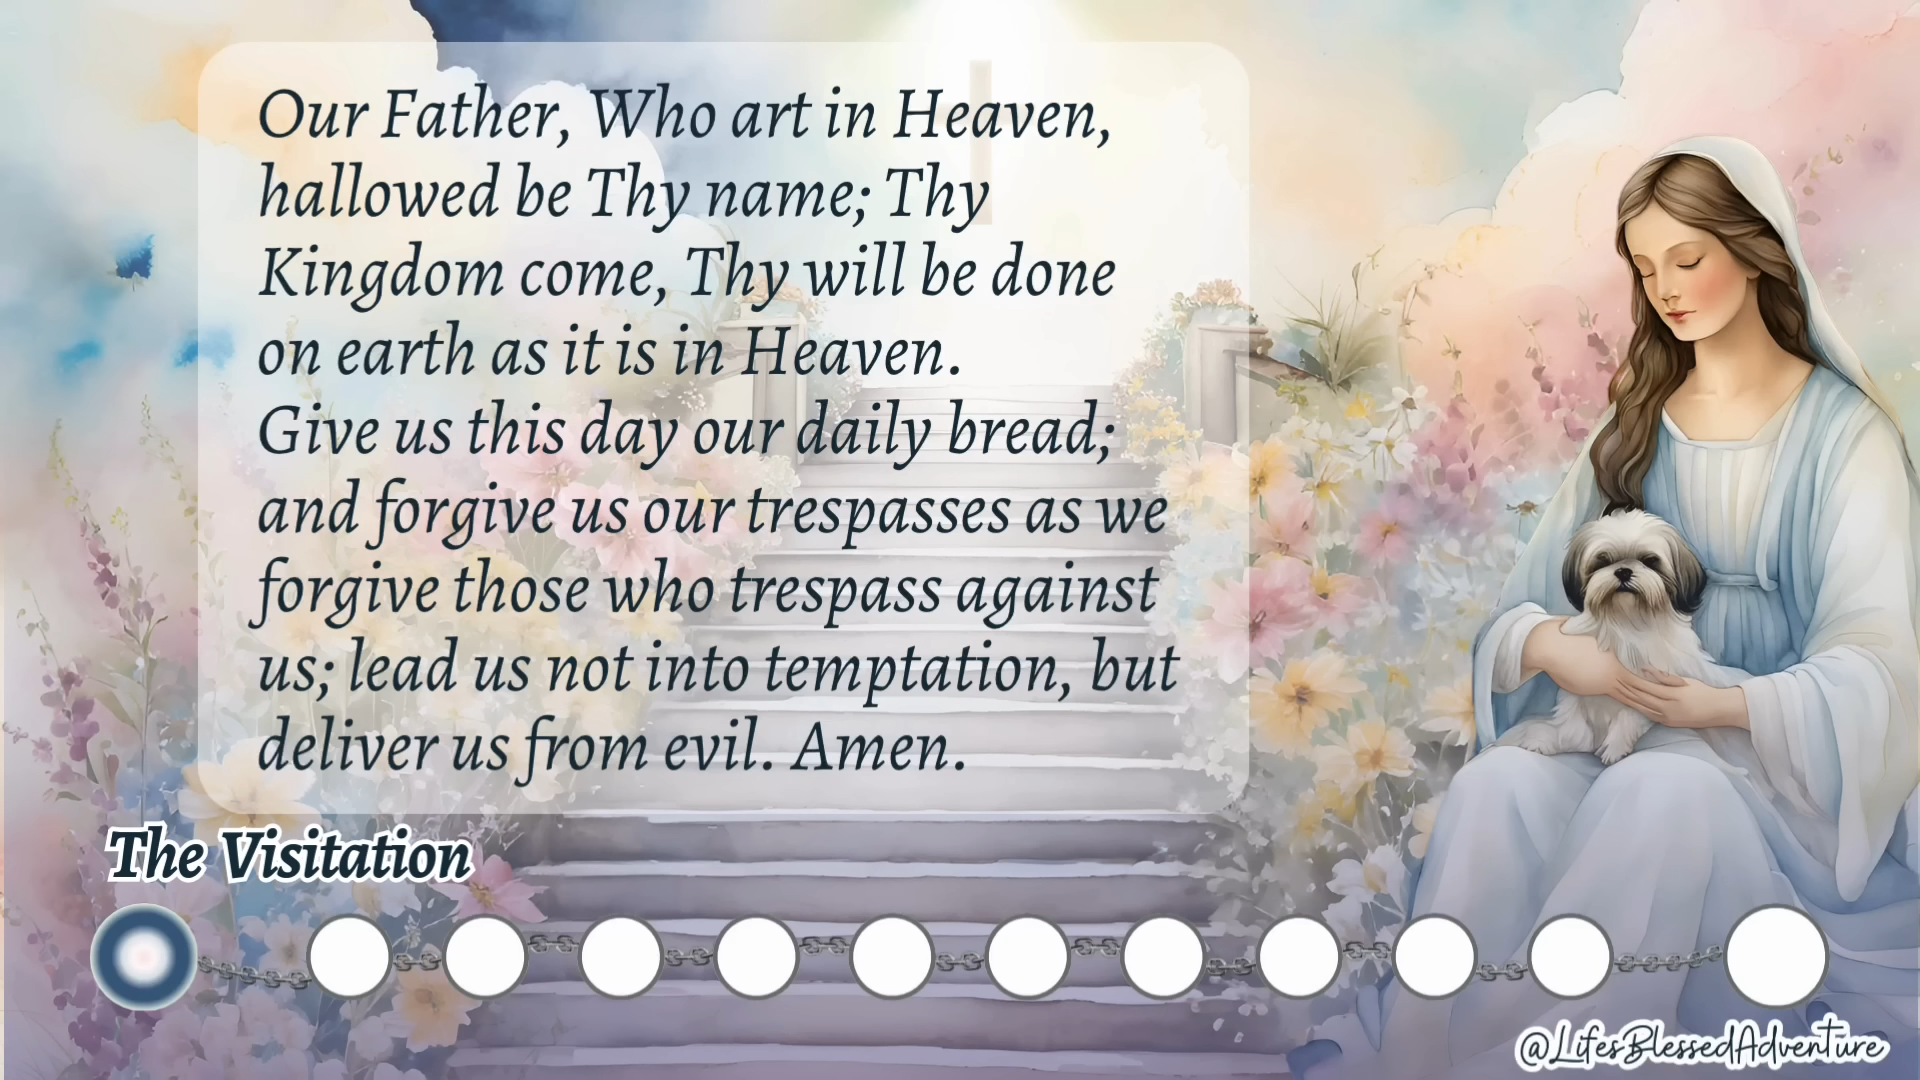 Our Father, Who art in Heaven,
hallowed be Thy name; Thy
Kingdom come, Thy will be done
on earth as it is in Heaven.
Give us this day our daily bread;
and forgive us our trespasses as we
forgive those who trespass against
us; lead us not into temptation, but
deliver us from evil. Amen.
The Visitation
@LifesBlessedAdventure